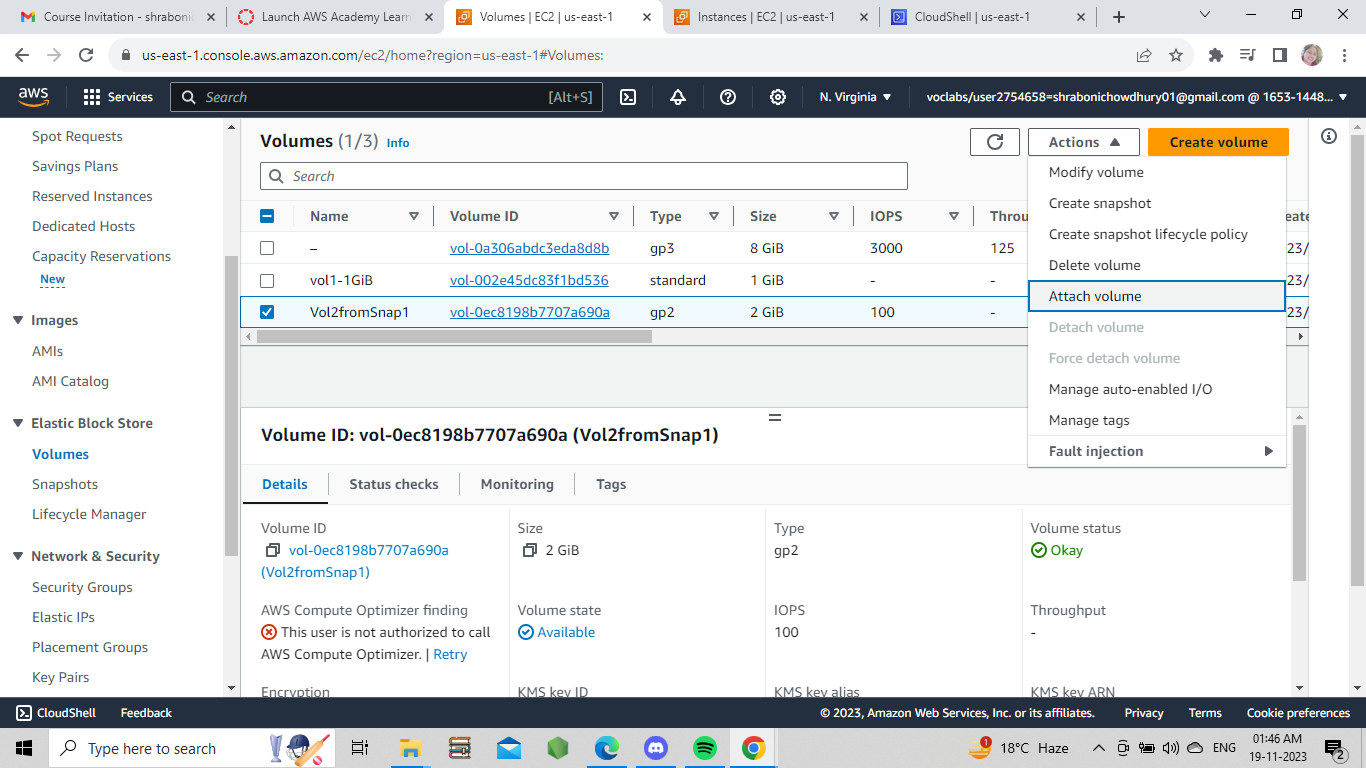 Course Invitation - shraboni
Launch AWS Academy Learn
Volumes | EC2 | us-east-1
Instances | EC2 | us-east-1
CloudShell | us-east-1
us-east-1.console.aws.amazon.com/ec2/home?region=us-east-1#Volumes:
aws
Services
Search
[Alt+S]
N. Virginia
voclabs/user2754658=shrabonichowdhury01@gmail.com @ 1653-1448...
Spot Requests
Savings Plans
Reserved Instances
Dedicated Hosts
Capacity Reservations
New
Images
AMIs
AMI Catalog
Elastic Block Store
Volumes
Snapshots
Lifecycle Manager
Network & Security
Security Groups
Elastic IPs
Placement Groups
Key Pairs
Volumes (1/3) Info
Actions
Create volume
Search
Name Volume ID Type Size IOPS Throu
– vol-0a306abdc3eda8d8b gp3 8 GiB 3000 125
vol1-1GiB vol-002e45dc83f1bd536 standard 1 GiB - -
Vol2fromSnap1 vol-0ec8198b7707a690a gp2 2 GiB 100 -
Modify volume
Create snapshot
Create snapshot lifecycle policy
Delete volume
Attach volume
Detach volume
Force detach volume
Manage auto-enabled I/O
Manage tags
Fault injection
eate
23/
23/
23/
Volume ID: vol-0ec8198b7707a690a (Vol2fromSnap1)
Details
Status checks
Monitoring
Tags
Volume ID
vol-0ec8198b7707a690a
(Vol2fromSnap1)
Size
2 GiB
Type
gp2
Volume status
Okay
AWS Compute Optimizer finding
This user is not authorized to call
AWS Compute Optimizer. | Retry
Volume state
Available
IOPS
100
Throughput
-
Encryption
KMS key ID
KMS key alias
KMS key ARN
CloudShell
Feedback
© 2023, Amazon Web Services, Inc. or its affiliates.
Privacy
Terms
Cookie preferences
Type here to search
1
18°C Haze
ENG
01:46 AM
19-11-2023
2